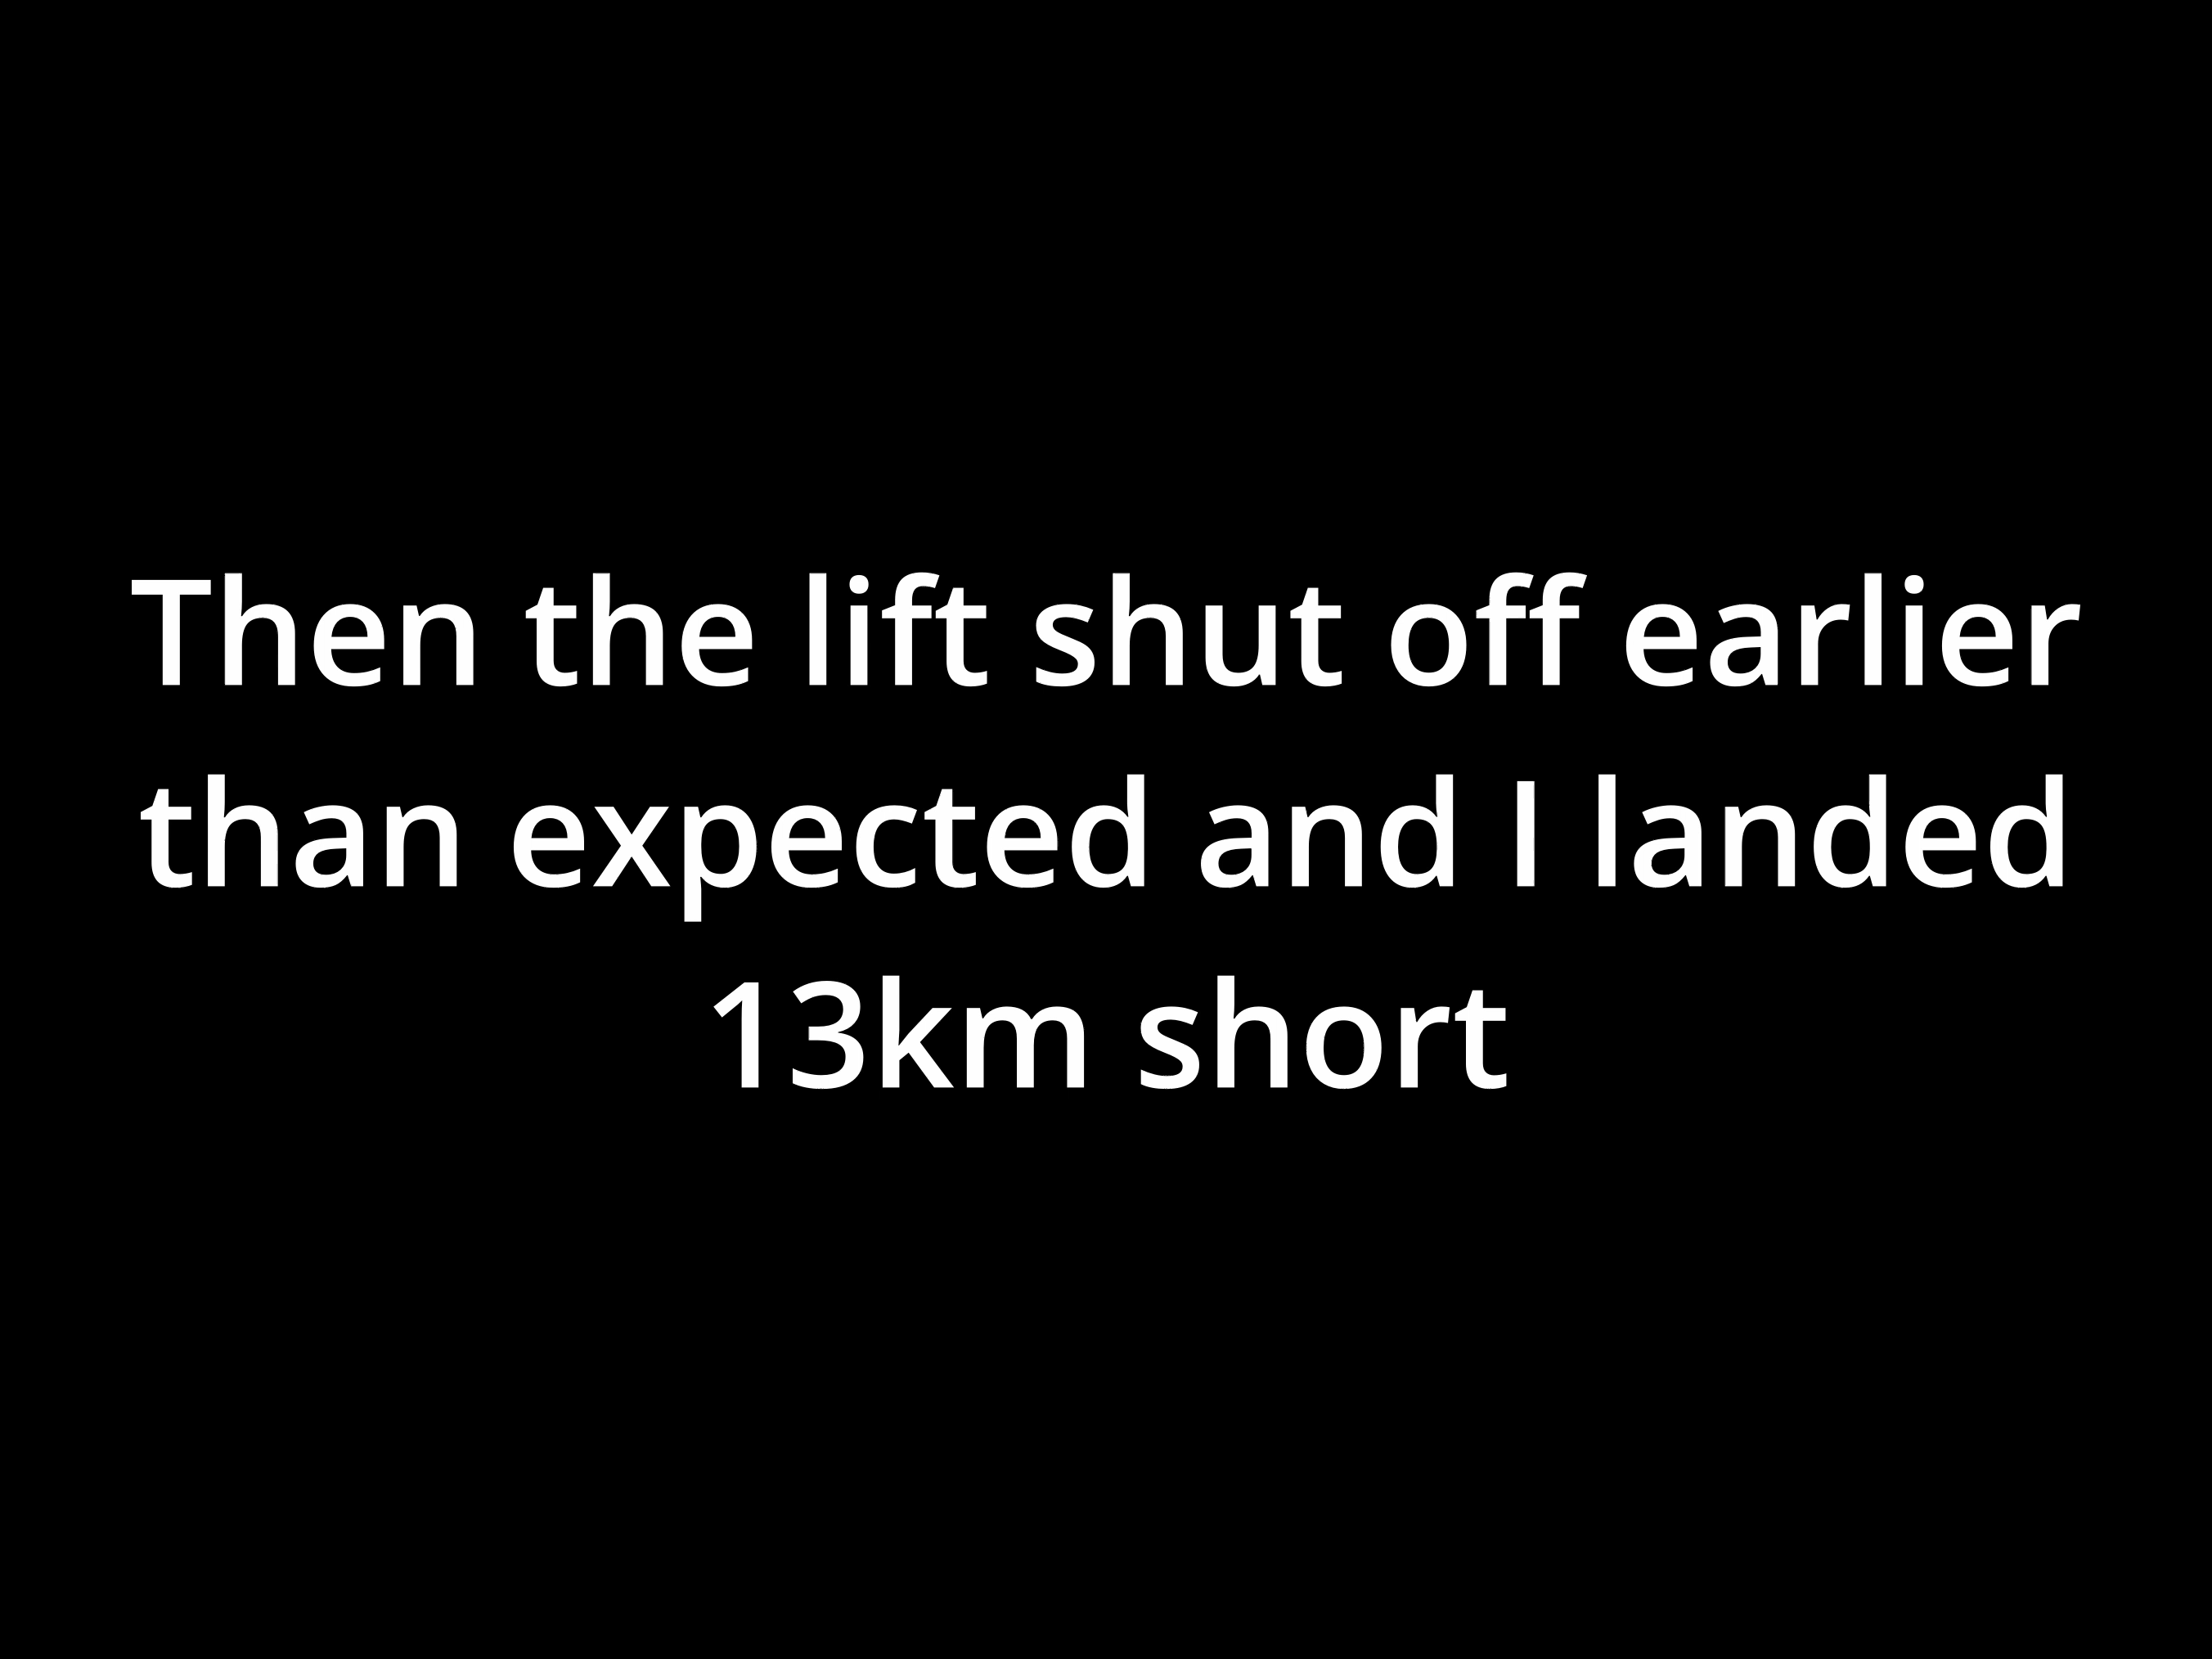 Then the lift shut off earlier
than expected and I landed
13km short